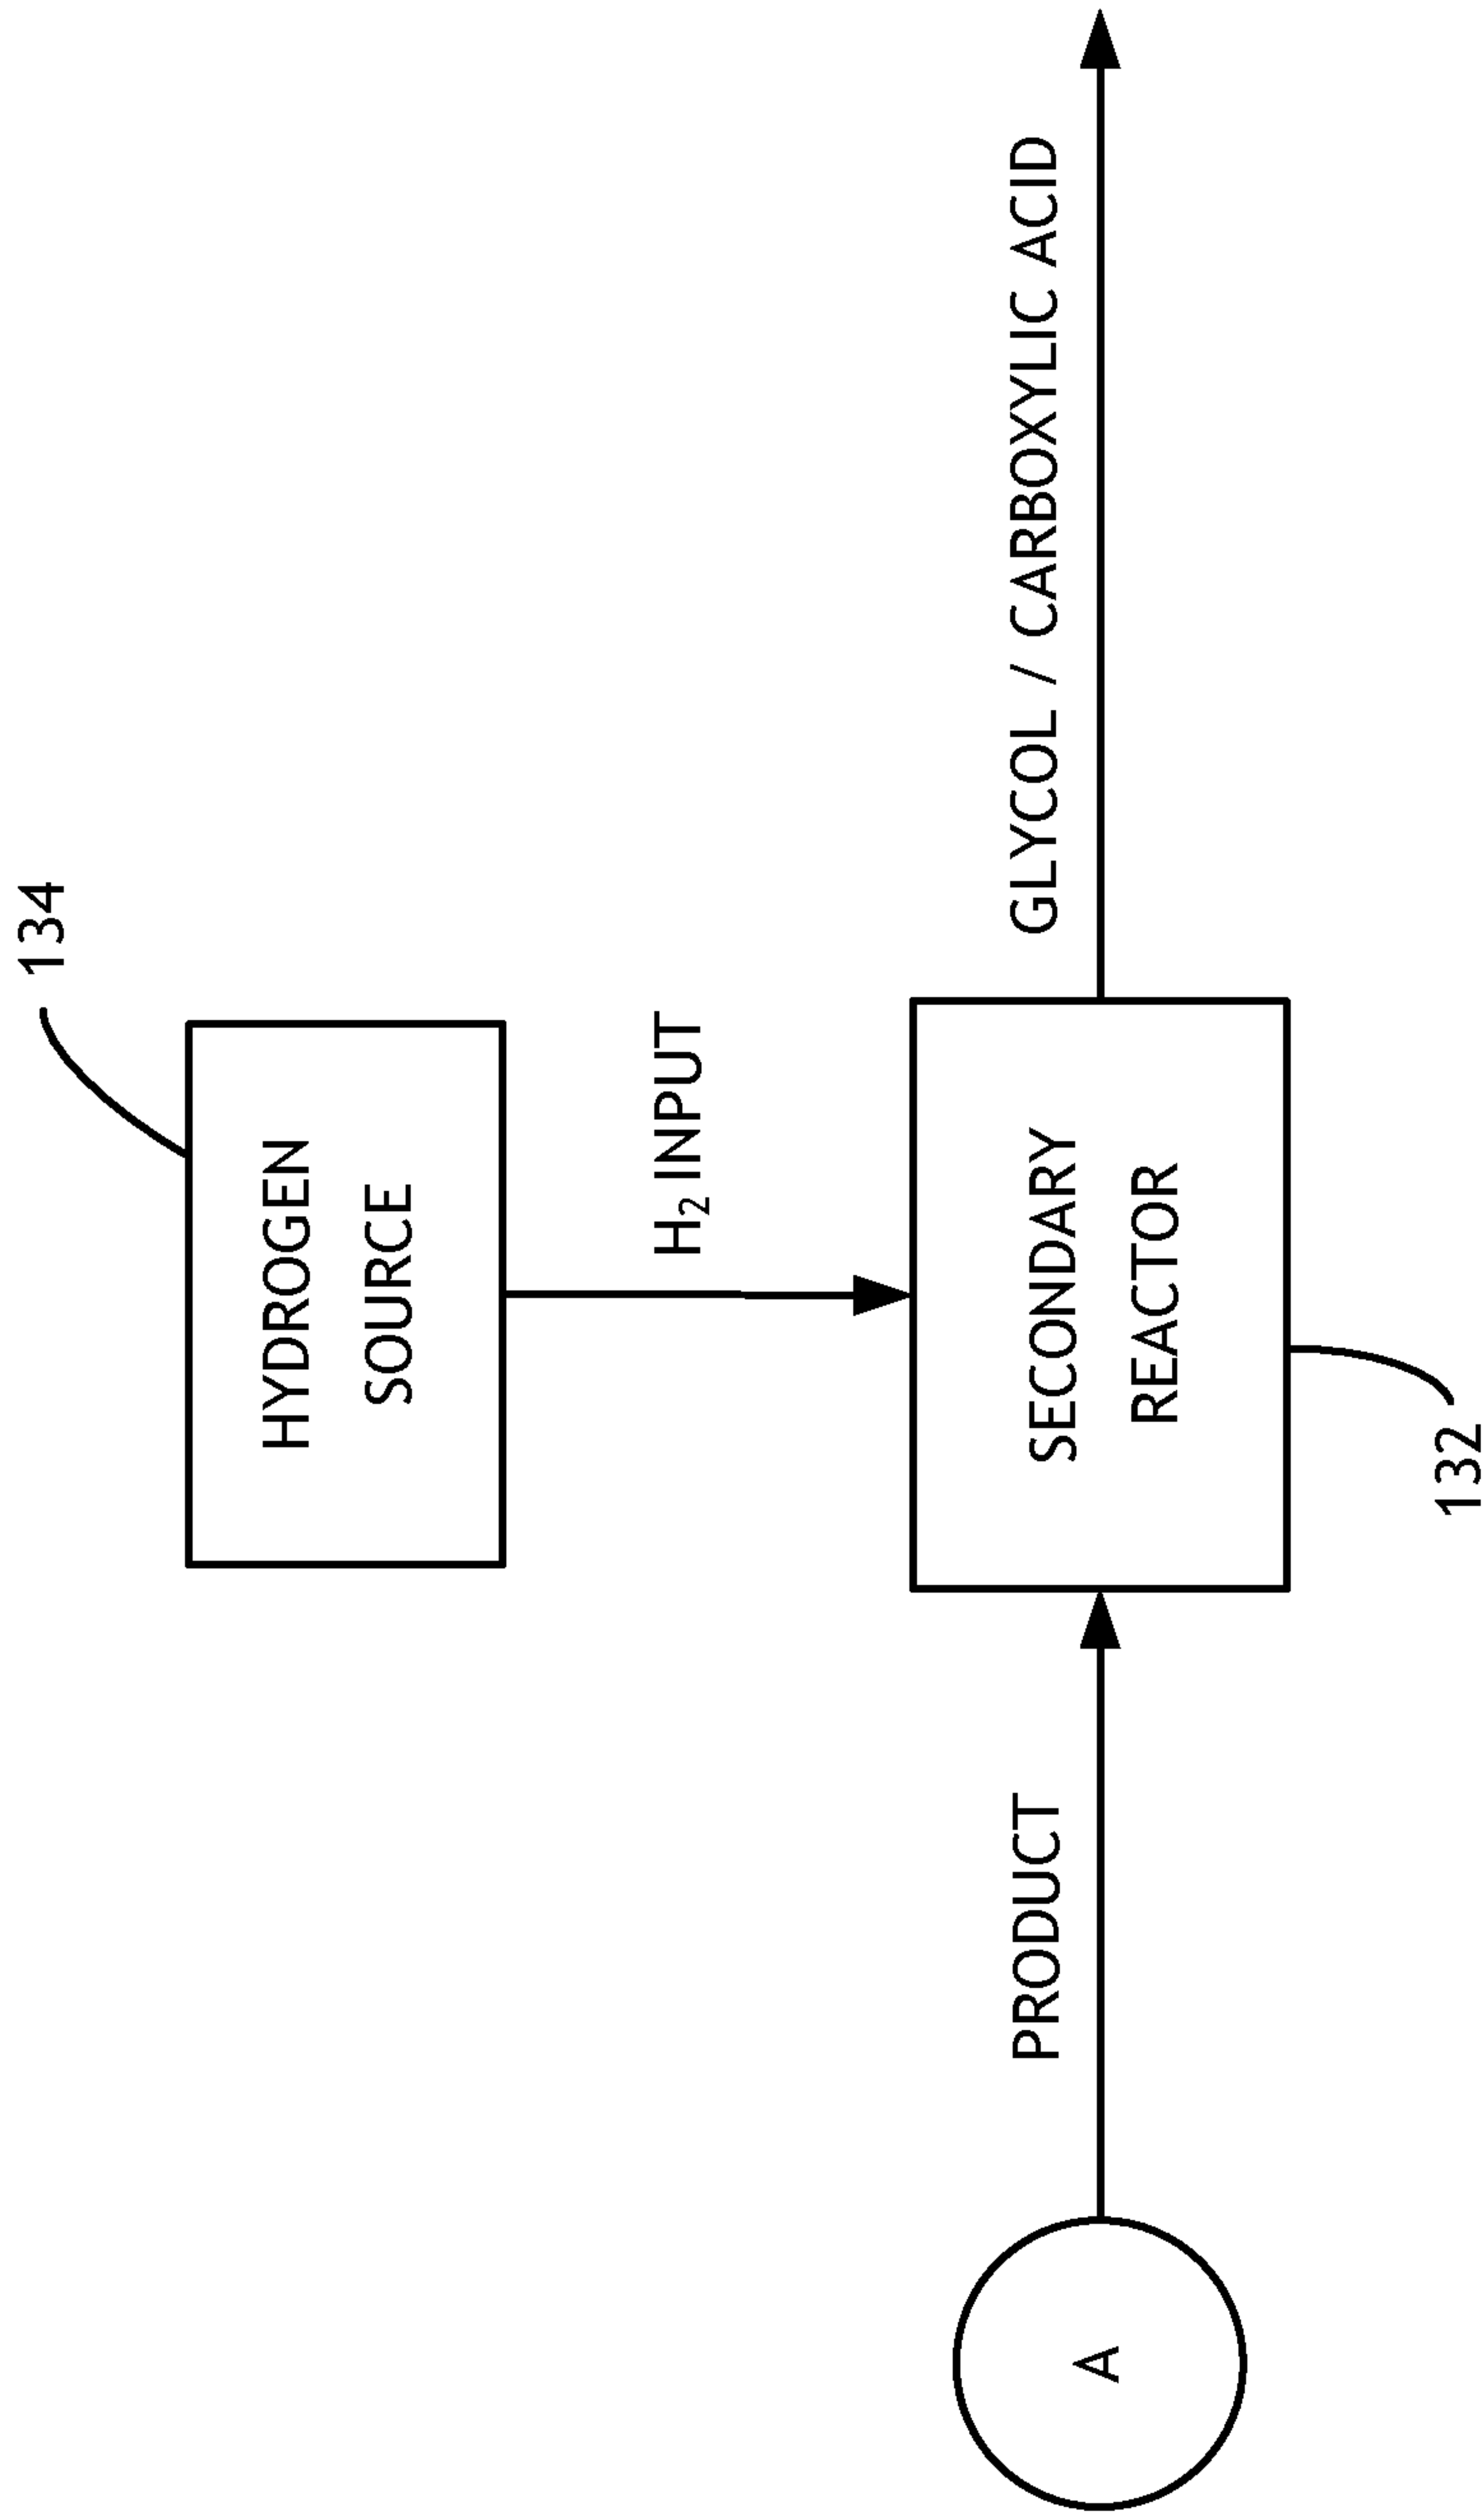 134
HYDROGEN
SOURCE
H₂ INPUT
A
PRODUCT
SECONDARY
REACTOR
GLYCOL / CARBOXYLIC ACID
132